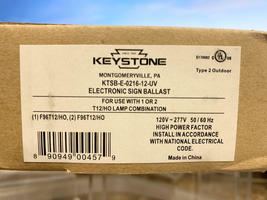 KEYSTONE
MONTGOMERYVILLE, PA
KTSB-E-0216-12-UV
ELECTRONIC SIGN BALLAST
FOR USE WITH 1 OR 2
T12/HO LAMP COMBINATION
(1) F96T12/HO, (2) F96T12/HO
8 90949 00457 9
c UL us
Type 2 Outdoor
120V ~ 277V 50/60 Hz
HIGH POWER FACTOR
INSTALL IN ACCORDANCE
WITH NATIONAL ELECTRICAL
CODE.
Made in China